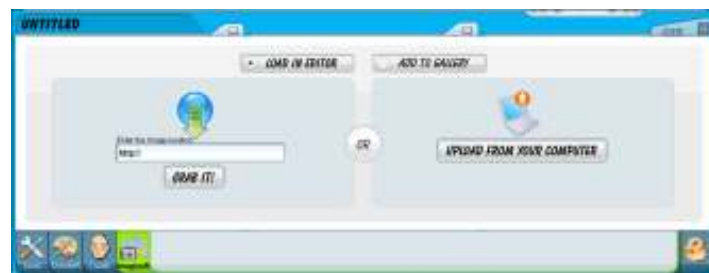 UNTITLED
LOAD IN EDITOR
ADD TO GALLERY
http://
OR
GRAB IT!
UPLOAD FROM YOUR COMPUTER